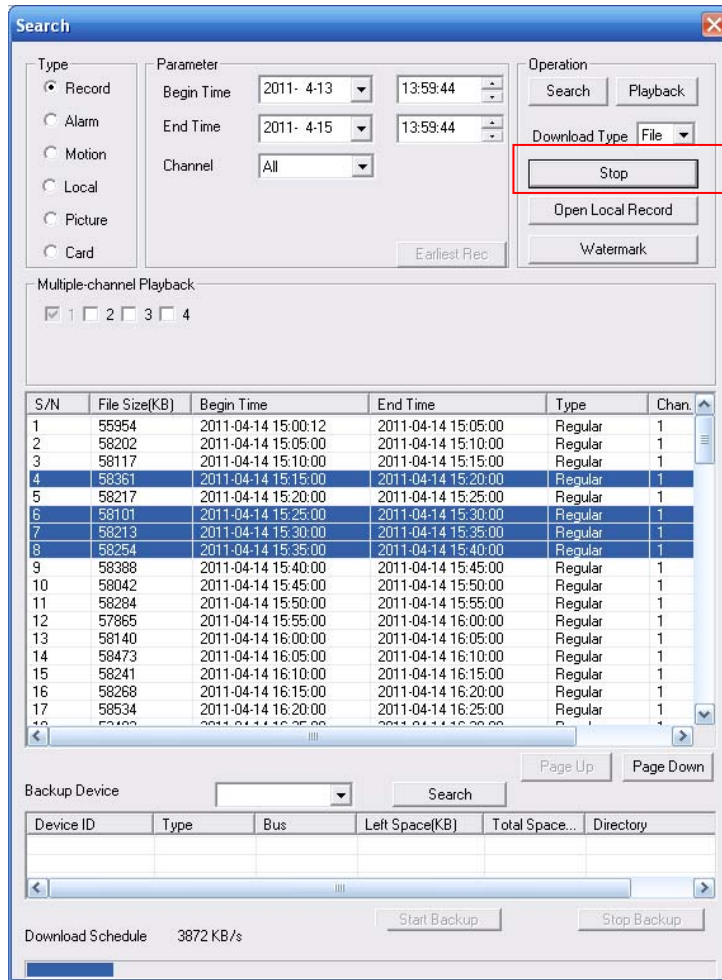 Search
Type
Parameter
Operation
Record
Begin Time 2011- 4-13 13:59:44
Search Playback
Alarm
End Time 2011- 4-15 13:59:44
Download Type File
Motion
Channel All
Stop
Local
Open Local Record
Picture
Card
Earliest Rec
Watermark
Multiple-channel Playback
1 2 3 4
S/N File Size(KB) Begin Time End Time Type Chan.
1 55954 2011-04-14 15:00:12 2011-04-14 15:05:00 Regular 1
2 58202 2011-04-14 15:05:00 2011-04-14 15:10:00 Regular 1
3 58117 2011-04-14 15:10:00 2011-04-14 15:15:00 Regular 1
4 58361 2011-04-14 15:15:00 2011-04-14 15:20:00 Regular 1
5 58217 2011-04-14 15:20:00 2011-04-14 15:25:00 Regular 1
6 58101 2011-04-14 15:25:00 2011-04-14 15:30:00 Regular 1
7 58213 2011-04-14 15:30:00 2011-04-14 15:35:00 Regular 1
8 58254 2011-04-14 15:35:00 2011-04-14 15:40:00 Regular 1
9 58388 2011-04-14 15:40:00 2011-04-14 15:45:00 Regular 1
10 58042 2011-04-14 15:45:00 2011-04-14 15:50:00 Regular 1
11 58284 2011-04-14 15:50:00 2011-04-14 15:55:00 Regular 1
12 57865 2011-04-14 15:55:00 2011-04-14 16:00:00 Regular 1
13 58140 2011-04-14 16:00:00 2011-04-14 16:05:00 Regular 1
14 58473 2011-04-14 16:05:00 2011-04-14 16:10:00 Regular 1
15 58241 2011-04-14 16:10:00 2011-04-14 16:15:00 Regular 1
16 58268 2011-04-14 16:15:00 2011-04-14 16:20:00 Regular 1
17 58534 2011-04-14 16:20:00 2011-04-14 16:25:00 Regular 1
Page Up Page Down
Backup Device Search
Device ID Type Bus Left Space(KB) Total Space... Directory
Start Backup Stop Backup
Download Schedule 3872 KB/s